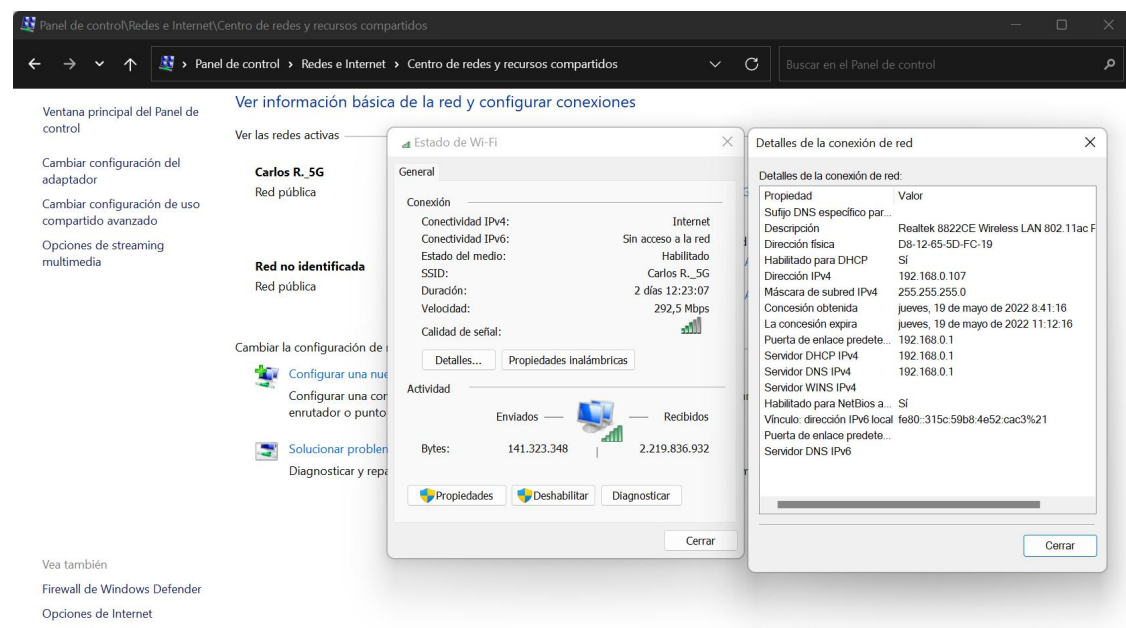 Panel de control\Redes e Internet\Centro de redes y recursos compartidos
Panel de control > Redes e Internet > Centro de redes y recursos compartidos
Buscar en el Panel de control
Ventana principal del Panel de
control
Cambiar configuración del
adaptador
Cambiar configuración de uso
compartido avanzado
Opciones de streaming
multimedia
Vea también
Firewall de Windows Defender
Opciones de Internet
Ver información básica de la red y configurar conexiones
Ver las redes activas
Carlos R._5G
Red pública
Red no identificada
Red pública
Cambiar la configuración de
Configurar una nue
Configurar una con
enrutador o punto
Solucionar problen
Diagnosticar y repa
Estado de Wi-Fi
General
Conexión
Conectividad IPv4: Internet
Conectividad IPv6: Sin acceso a la red
Estado del medio: Habilitado
SSID: Carlos R._5G
Duración: 2 días 12:23:07
Velocidad: 292,5 Mbps
Calidad de señal:
Detalles... Propiedades inalámbricas
Actividad
Enviados — — Recibidos
Bytes: 141.323.348 | 2.219.836.932
Propiedades Deshabilitar Diagnosticar
Cerrar
Detalles de la conexión de red
Detalles de la conexión de red:
Propiedad Valor
Sufijo DNS específico par...
Descripción Realtek 8822CE Wireless LAN 802.11ac F
Dirección física D8-12-65-5D-FC-19
Habilitado para DHCP Sí
Dirección IPv4 192.168.0.107
Máscara de subred IPv4 255.255.255.0
Concesión obtenida jueves, 19 de mayo de 2022 8:41:16
La concesión expira jueves, 19 de mayo de 2022 11:12:16
Puerta de enlace predete... 192.168.0.1
Servidor DHCP IPv4 192.168.0.1
Servidor DNS IPv4 192.168.0.1
Servidor WINS IPv4
Habilitado para NetBios a... Sí
Vínculo: dirección IPv6 local fe80::315c:59b8:4e52:cac3%21
Puerta de enlace predete...
Servidor DNS IPv6
Cerrar